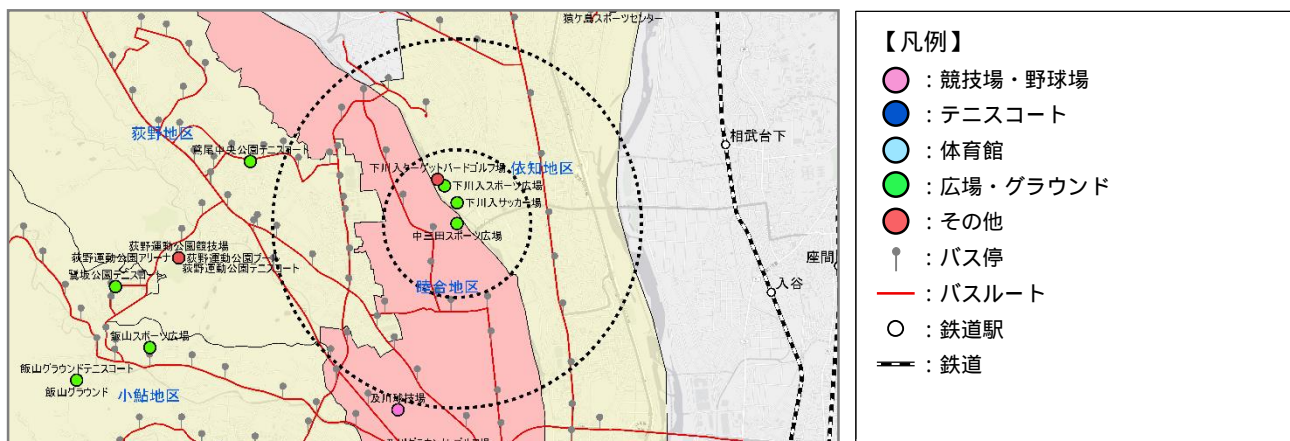 猿ケ島スポーツセンター
荻野地区
鳶尾中央公園テニスコート
相武台下
下川入ターゲットバードゴルフ場
依知地区
下川入スポーツ広場
下川入サッカー場
中三田スポーツ広場
荻野運動公園競技場
荻野運動公園アリーナ
荻野運動公園プール
荻野運動公園テニスコート
鷺坂公園テニスコート
座間
入谷
睦合地区
飯山スポーツ広場
飯山グラウンドテニスコート
飯山グラウンド
小鮎地区
及川球技場
【凡例】
：競技場・野球場
：テニスコート
：体育館
：広場・グラウンド
：その他
：バス停
：バスルート
：鉄道駅
：鉄道